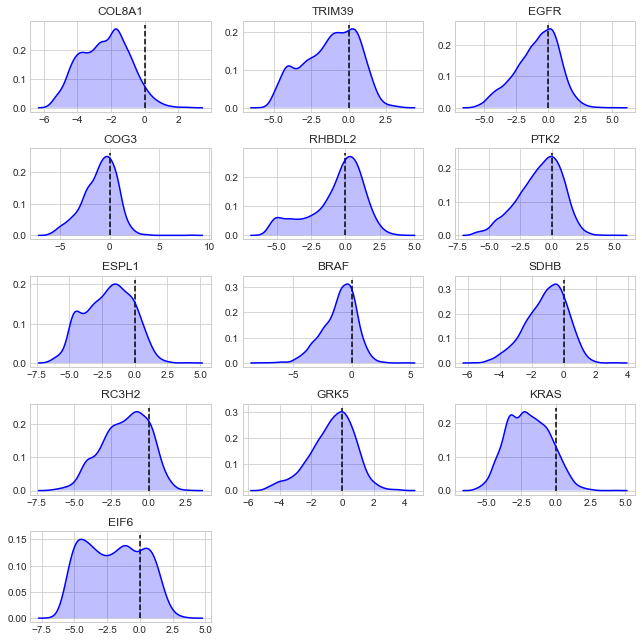 COL8A1 TRIM39 EGFR
0.2 0.2 0.2
0.1 0.1 0.1
0.0 0.0 0.0
−6 −4 −2 0 2 −5.0 −2.5 0.0 2.5 −5.0 −2.5 0.0 2.5 5.0
COG3 RHBDL2 PTK2
0.2 0.2 0.2
0.1 0.1 0.1
0.0 0.0 0.0
−5 0 5 10 −5.0 −2.5 0.0 2.5 5.0 −7.5 −5.0 −2.5 0.0 2.5 5.0
ESPL1 BRAF SDHB
0.2 0.3 0.3
0.1 0.2 0.2
0.0 0.1 0.1
0.0 0.0
−7.5 −5.0 −2.5 0.0 2.5 5.0 −5 0 5 −6 −4 −2 0 2 4
RC3H2 GRK5 KRAS
0.2 0.3 0.2
0.1 0.2 0.1
0.0 0.1 0.0
0.0
−7.5 −5.0 −2.5 0.0 2.5 −6 −4 −2 0 2 4 −5.0 −2.5 0.0 2.5 5.0
EIF6
0.15
0.10
0.05
0.00
−7.5 −5.0 −2.5 0.0 2.5 5.0